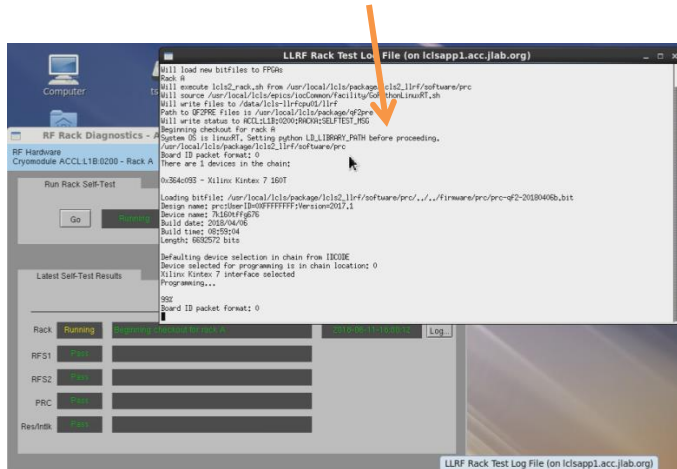 LLRF Rack Test Log File (on lclsapp1.acc.jlab.org)
Will load new bitfiles to FPGAs
Rack A
Will execute lcls2_rack.sh from /usr/local/lcls/package/lcls2_llrf/software/prc
Will source /usr/local/lcls/epics/iocCommon/facility/GoPythonLinuxRT.sh
Will write files to /data/lcls-llrfcpu01/llrf
Path to QF2PRE files is /usr/local/lcls/package/qf2pre
Will write status to ACCL:L1B:0200:RACKA:SELFTEST_MSG
Beginning checkout for rack A
System OS is linuxRT. Setting python LD_LIBRARY_PATH before proceeding.
/usr/local/lcls/package/lcls2_llrf/software/prc
Board ID packet format: 0
There are 1 devices in the chain:
0x364c093 - Xilinx Kintex 7 160T
Loading bitfile: /usr/local/lcls/package/lcls2_llrf/software/prc/../../firmware/prc/prc-qf2-20180406b.bit
Design name: prc;UserID=0XFFFFFFFF;Version=2017.1
Device name: 7k160tffg676
Build date: 2018/04/06
Build time: 08:59:04
Length: 6692572 bits
Defaulting device selection in chain from IDCODE
Device selected for programming is in chain location: 0
Xilinx Kintex 7 interface selected
Programming...
99%
Board ID packet format: 0
Computer
ts
RF Rack Diagnostics - A
RF Hardware
Cryomodule ACCL:L1B:0200 - Rack A
Run Rack Self-Test
Go
Running
Latest Self-Test Results
Rack Running Beginning checkout for rack A 2018-06-11-16:08:12 Log...
RFS1 Pass
RFS2 Pass
PRC Pass
Res/Intlk Pass
LLRF Rack Test Log File (on lclsapp1.acc.jlab.org)